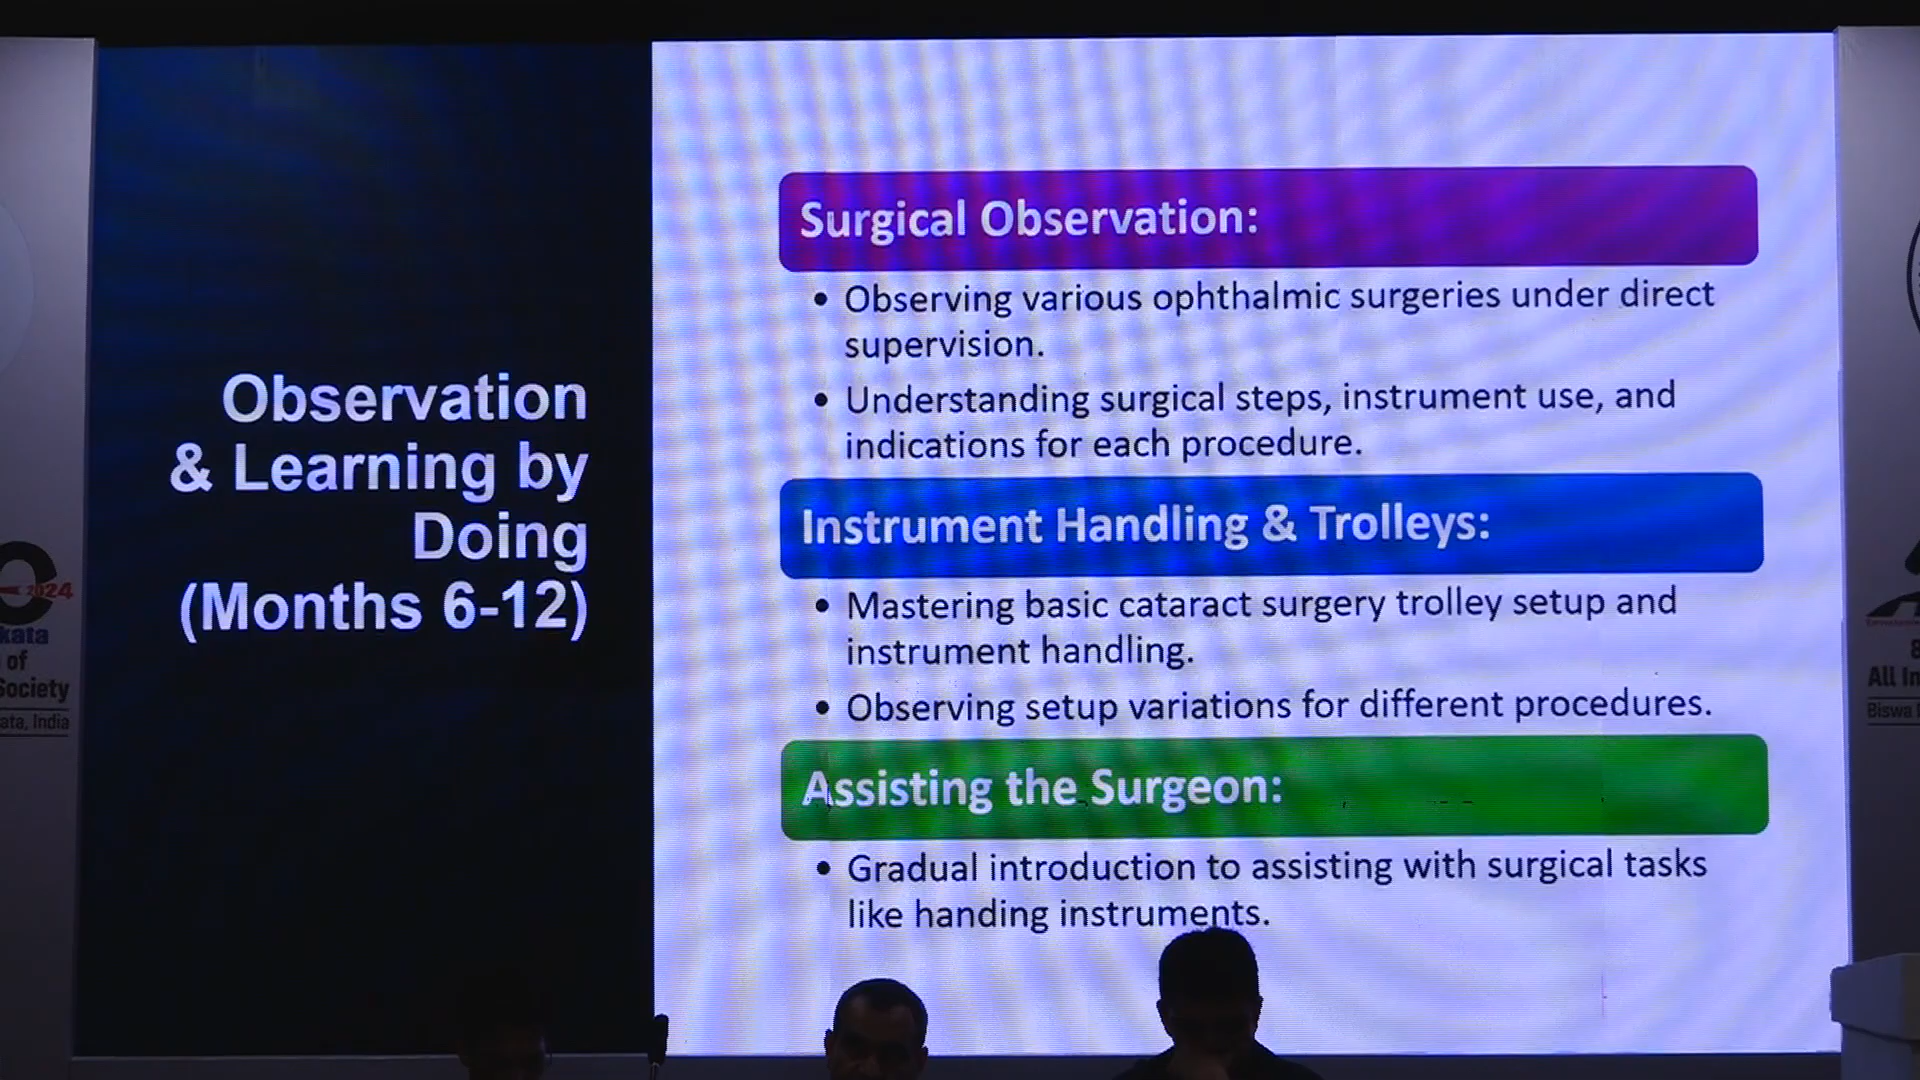 Observation
& Learning by
Doing
(Months 6-12)
Surgical Observation:
• Observing various ophthalmic surgeries under direct
supervision.
• Understanding surgical steps, instrument use, and
indications for each procedure.
Instrument Handling & Trolleys:
• Mastering basic cataract surgery trolley setup and
instrument handling.
• Observing setup variations for different procedures.
Assisting the Surgeon:
• Gradual introduction to assisting with surgical tasks
like handing instruments.
2024
kata
of
Society
ata, India
All In
Biswa